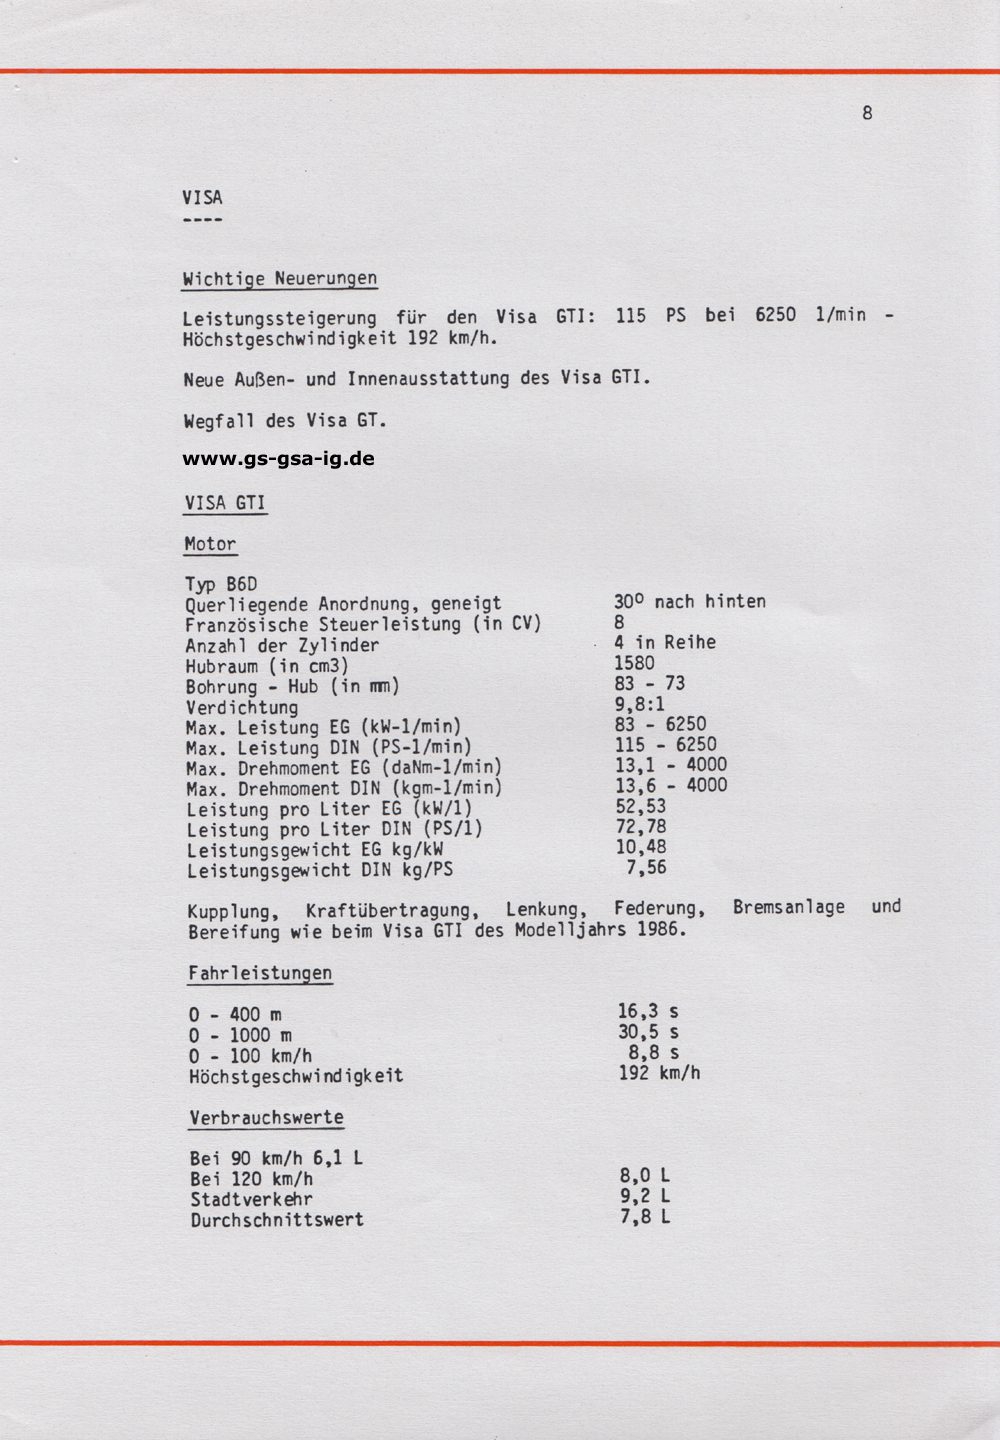 8
VISA
----
Wichtige Neuerungen
Leistungssteigerung für den Visa GTI: 115 PS bei 6250 1/min -
Höchstgeschwindigkeit 192 km/h.
Neue Außen- und Innenausstattung des Visa GTI.
Wegfall des Visa GT.
www.gs-gsa-ig.de
VISA GTI
Motor
Typ B6D
Querliegende Anordnung, geneigt 30º nach hinten
Französische Steuerleistung (in CV) 8
Anzahl der Zylinder 4 in Reihe
Hubraum (in cm3) 1580
Bohrung - Hub (in mm) 83 - 73
Verdichtung 9,8:1
Max. Leistung EG (kW-1/min) 83 - 6250
Max. Leistung DIN (PS-1/min) 115 - 6250
Max. Drehmoment EG (daNm-1/min) 13,1 - 4000
Max. Drehmoment DIN (kgm-1/min) 13,6 - 4000
Leistung pro Liter EG (kW/l) 52,53
Leistung pro Liter DIN (PS/l) 72,78
Leistungsgewicht EG kg/kW 10,48
Leistungsgewicht DIN kg/PS 7,56
Kupplung, Kraftübertragung, Lenkung, Federung, Bremsanlage und
Bereifung wie beim Visa GTI des Modelljahrs 1986.
Fahrleistungen
0 - 400 m 16,3 s
0 - 1000 m 30,5 s
0 - 100 km/h 8,8 s
Höchstgeschwindigkeit 192 km/h
Verbrauchswerte
Bei 90 km/h 6,1 L
Bei 120 km/h 8,0 L
Stadtverkehr 9,2 L
Durchschnittswert 7,8 L